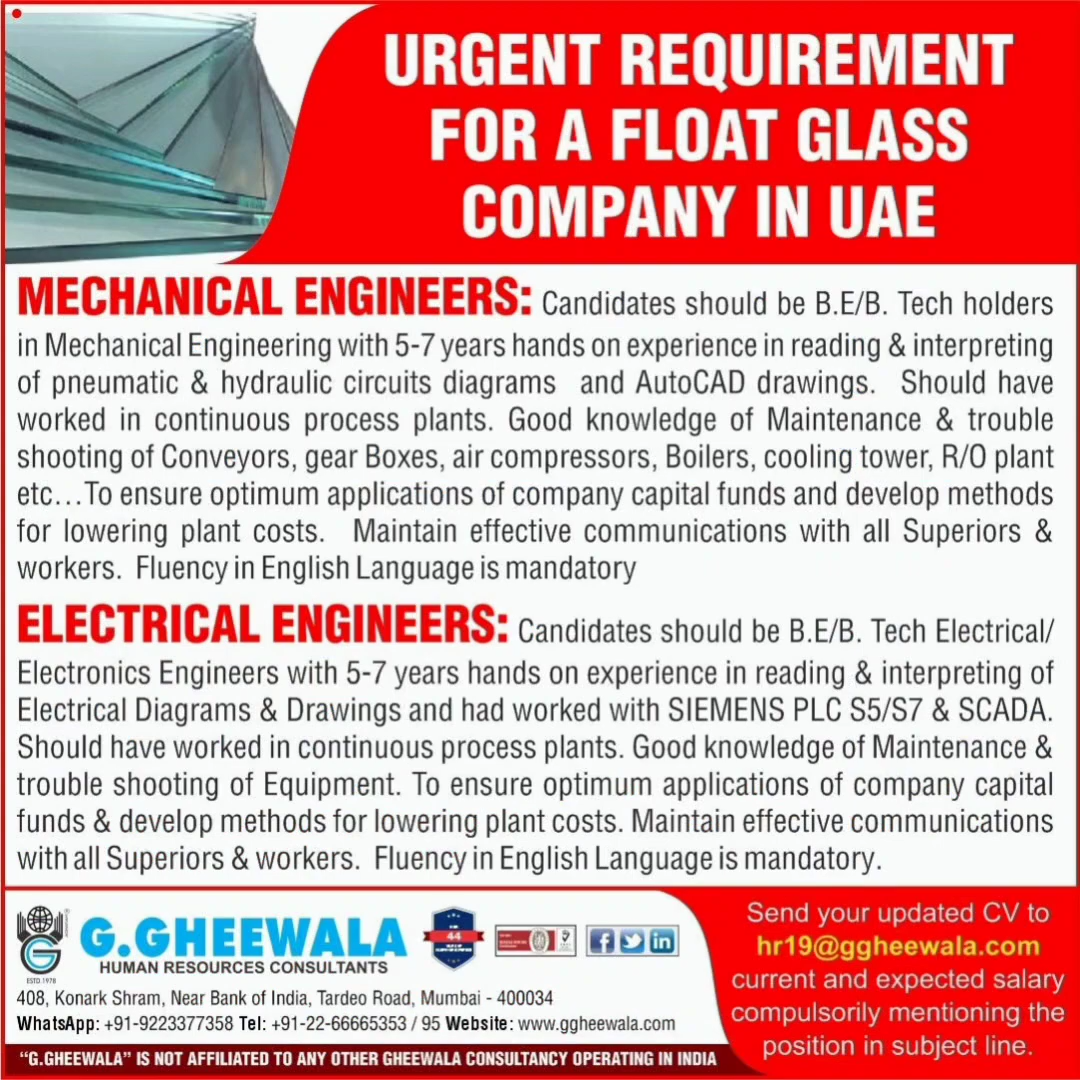 URGENT REQUIREMENT
FOR A FLOAT GLASS
COMPANY IN UAE
MECHANICAL ENGINEERS: Candidates should be B.E/B. Tech holders
in Mechanical Engineering with 5-7 years hands on experience in reading & interpreting
of pneumatic & hydraulic circuits diagrams and AutoCAD drawings. Should have
worked in continuous process plants. Good knowledge of Maintenance & trouble
shooting of Conveyors, gear Boxes, air compressors, Boilers, cooling tower, R/O plant
etc...To ensure optimum applications of company capital funds and develop methods
for lowering plant costs. Maintain effective communications with all Superiors &
workers. Fluency in English Language is mandatory
ELECTRICAL ENGINEERS: Candidates should be B.E/B. Tech Electrical/
Electronics Engineers with 5-7 years hands on experience in reading & interpreting of
Electrical Diagrams & Drawings and had worked with SIEMENS PLC S5/S7 & SCADA.
Should have worked in continuous process plants. Good knowledge of Maintenance &
trouble shooting of Equipment. To ensure optimum applications of company capital
funds & develop methods for lowering plant costs. Maintain effective communications
with all Superiors & workers. Fluency in English Language is mandatory.
G
ESTD.1978
G.GHEEWALA
HUMAN RESOURCES CONSULTANTS
44
f in
408, Konark Shram, Near Bank of India, Tardeo Road, Mumbai - 400034
WhatsApp: +91-9223377358 Tel: +91-22-66665353 / 95 Website: www.ggheewala.com
"G.GHEEWALA" IS NOT AFFILIATED TO ANY OTHER GHEEWALA CONSULTANCY OPERATING IN INDIA
Send your updated CV to
hr19@ggheewala.com
current and expected salary
compulsorily mentioning the
position in subject line.